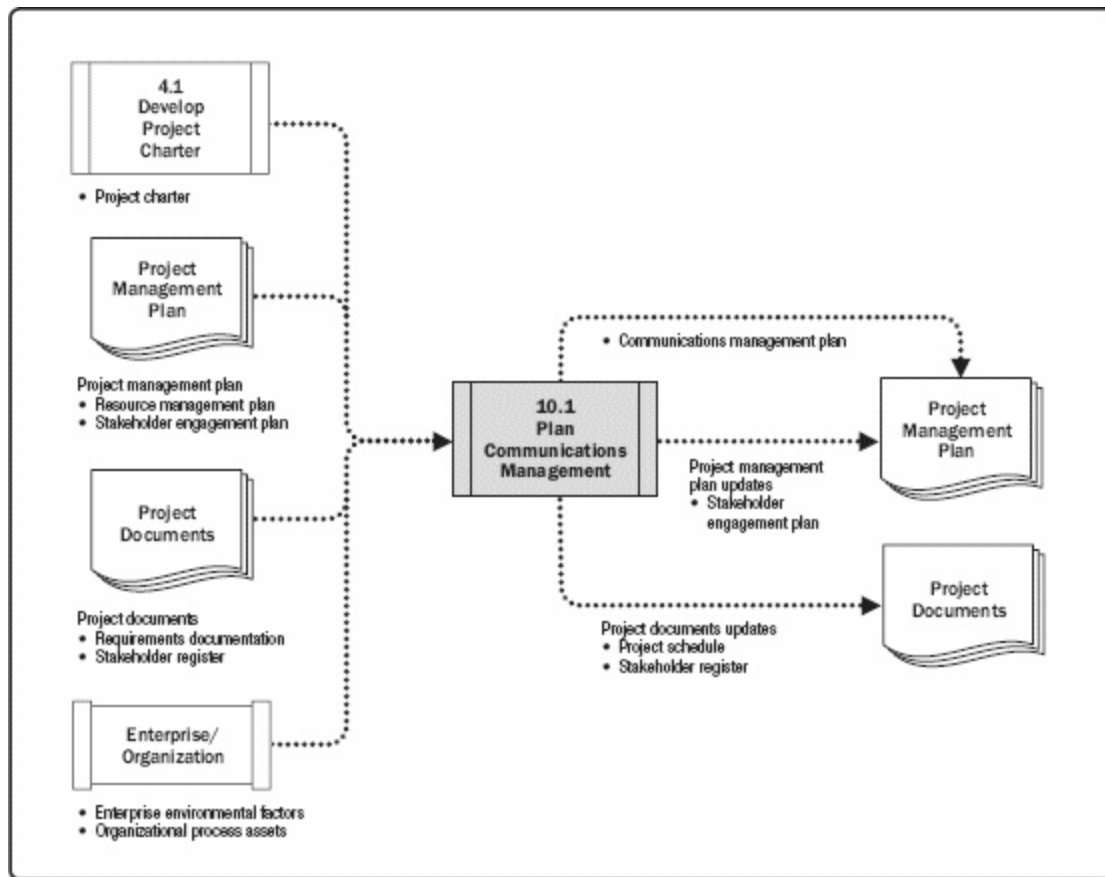 4.1
Develop
Project
Charter
• Project charter
Project
Management
Plan
Project management plan
• Resource management plan
• Stakeholder engagement plan
Project
Documents
Project documents
• Requirements documentation
• Stakeholder register
Enterprise/
Organization
• Enterprise environmental factors
• Organizational process assets
10.1
Plan
Communications
Management
• Communications management plan
Project management
plan updates
• Stakeholder
engagement plan
Project documents updates
• Project schedule
• Stakeholder register
Project
Management
Plan
Project
Documents